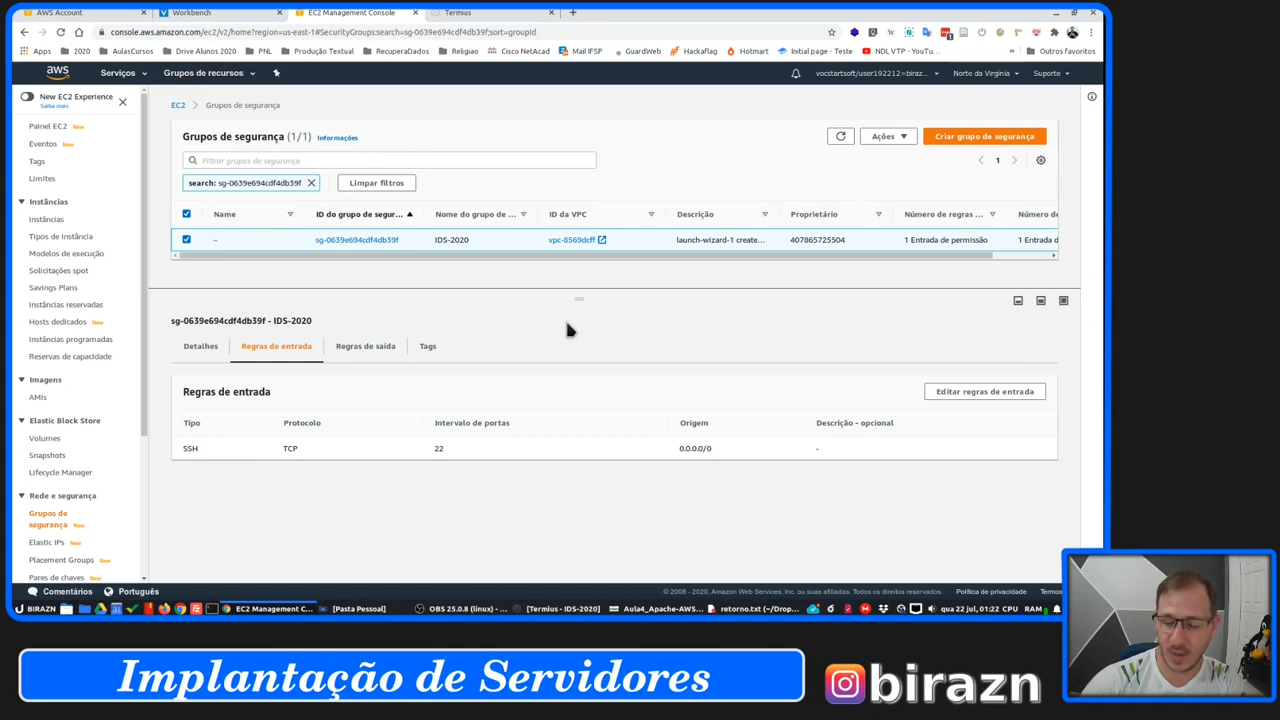 AWS Account
Workbench
EC2 Management Console
Termius
console.aws.amazon.com/ec2/v2/home?region=us-east-1#SecurityGroups:search=sg-0639e694cdf4db39f;sort=groupId
Apps
2020
AulasCursos
Drive Alunos 2020
PNL
Produção Textual
RecuperaDados
Religiao
Cisco NetAcad
Mail IFSP
GuardWeb
Hackaflag
Hotmart
Initial page - Teste
NDL VTP - YouTu...
»
Outros favoritos
aws
Serviços
Grupos de recursos
vocstartsoft/user192212=biraz...
Norte da Virgínia
Suporte
New EC2 Experience
Saiba mais
Painel EC2 New
Eventos New
Tags
Limites
Instâncias
Instâncias
Tipos de Instância
Modelos de execução
Solicitações spot
Savings Plans
Instâncias reservadas
Hosts dedicados New
Instâncias programadas
Reservas de capacidade
Imagens
AMIs
Elastic Block Store
Volumes
Snapshots
Lifecycle Manager
Rede e segurança
Grupos de
segurança New
Elastic IPs New
Placement Groups New
Pares de chaves New
EC2 > Grupos de segurança
Grupos de segurança (1/1) Informações
Ações
Criar grupo de segurança
Filtrar grupos de segurança
1
search: sg-0639e694cdf4db39f
Limpar filtros
Name
ID do grupo de segur...
Nome do grupo de ...
ID da VPC
Descrição
Proprietário
Número de regras ...
Número de
–
sg-0639e694cdf4db39f
IDS-2020
vpc-8569dcff
launch-wizard-1 create...
407865725504
1 Entrada de permissão
1 Entrada d
sg-0639e694cdf4db39f - IDS-2020
Detalhes
Regras de entrada
Regras de saída
Tags
Regras de entrada
Editar regras de entrada
Tipo
Protocolo
Intervalo de portas
Origem
Descrição - opcional
SSH
TCP
22
0.0.0.0/0
-
Comentários
Português
© 2008 - 2020, Amazon Web Services, Inc. ou suas afiliadas. Todos os direitos reservados.
Política de privacidade
Termos
BIRAZN
EC2 Management C...
[Pasta Pessoal]
OBS 25.0.8 (linux) - ...
[Termius - IDS-2020]
Aula4_Apache-AWS...
retorno.txt (~/Drop...
qua 22 jul, 01:22
CPU
RAM
Implantação de Servidores
birazn